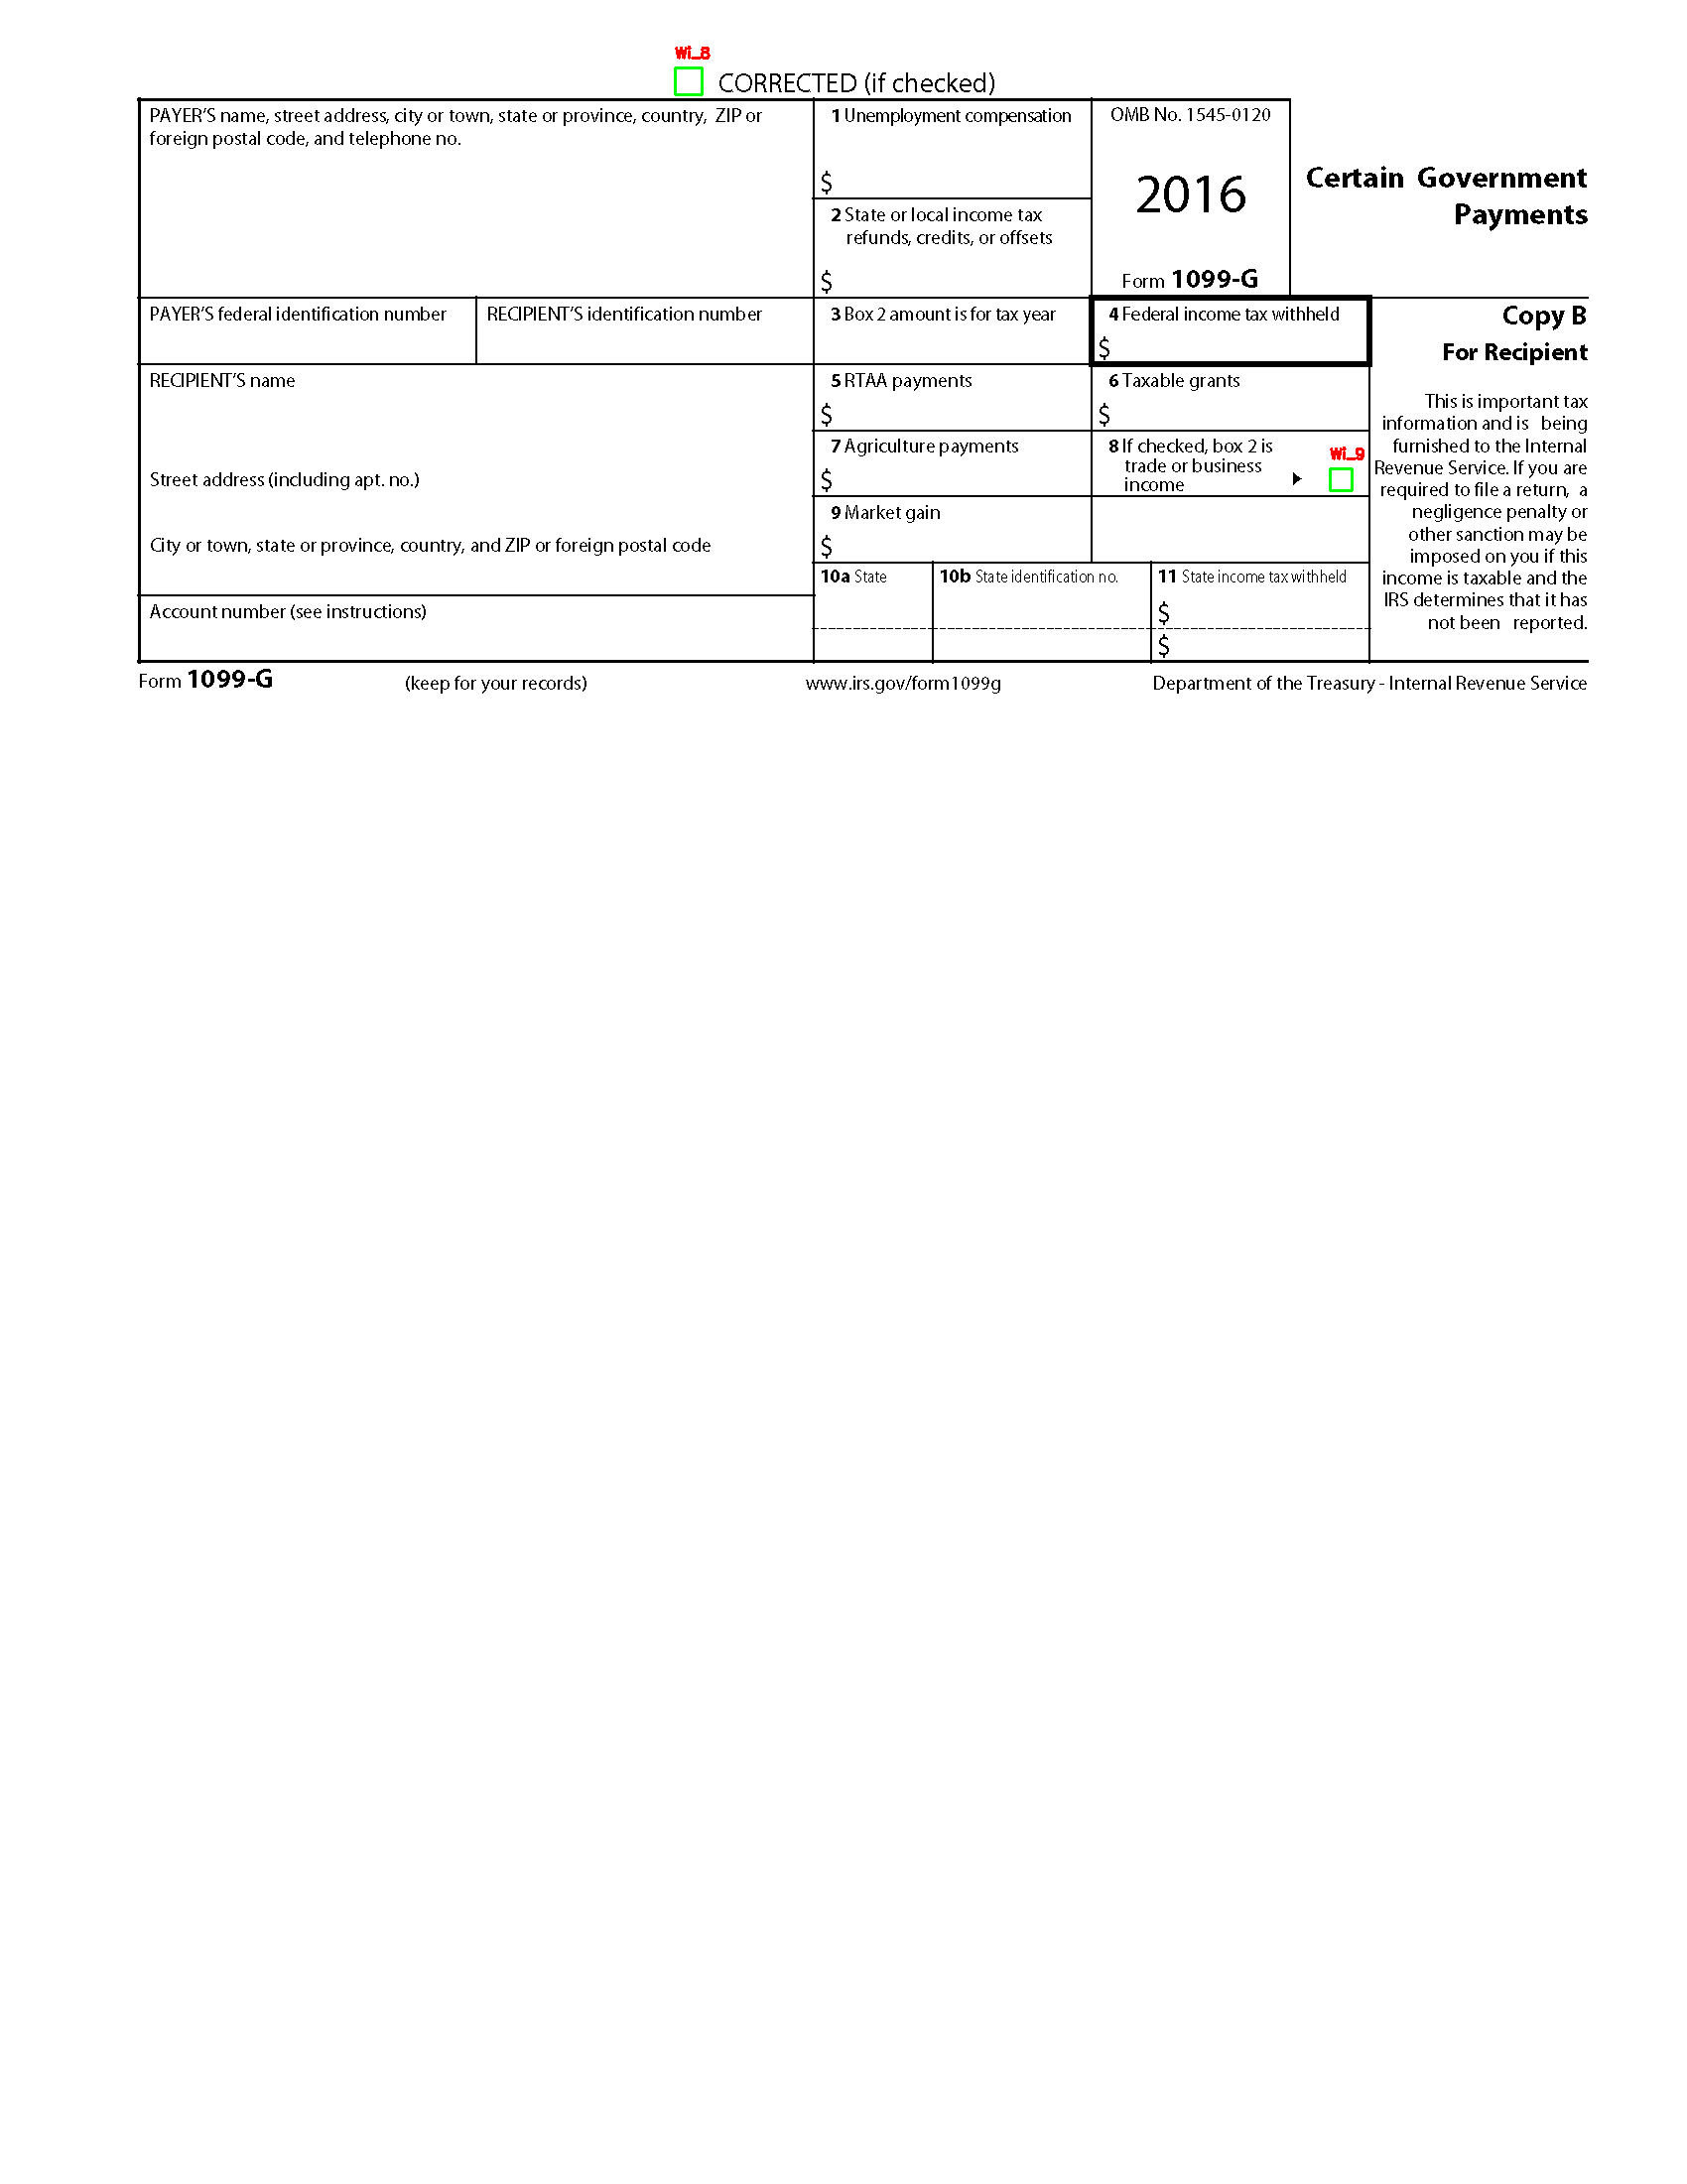 Wi_8
CORRECTED (if checked)
PAYER'S name, street address, city or town, state or province, country, ZIP or
foreign postal code, and telephone no.
1 Unemployment compensation
$
2 State or local income tax
refunds, credits, or offsets
$
OMB No. 1545-0120
2016
Form 1099-G
Certain Government
Payments
PAYER'S federal identification number
RECIPIENT'S identification number
3 Box 2 amount is for tax year
4 Federal income tax withheld
$
Copy B
For Recipient
RECIPIENT'S name
5 RTAA payments
$
6 Taxable grants
$
This is important tax
information and is being
furnished to the Internal
Revenue Service. If you are
required to file a return, a
negligence penalty or
other sanction may be
imposed on you if this
income is taxable and the
IRS determines that it has
not been reported.
7 Agriculture payments
$
8 If checked, box 2 is
trade or business
income
Wi_9
Street address (including apt. no.)
9 Market gain
$
City or town, state or province, country, and ZIP or foreign postal code
10a State
10b State identification no.
11 State income tax withheld
$
$
Account number (see instructions)
Form 1099-G
(keep for your records)
www.irs.gov/form1099g
Department of the Treasury - Internal Revenue Service